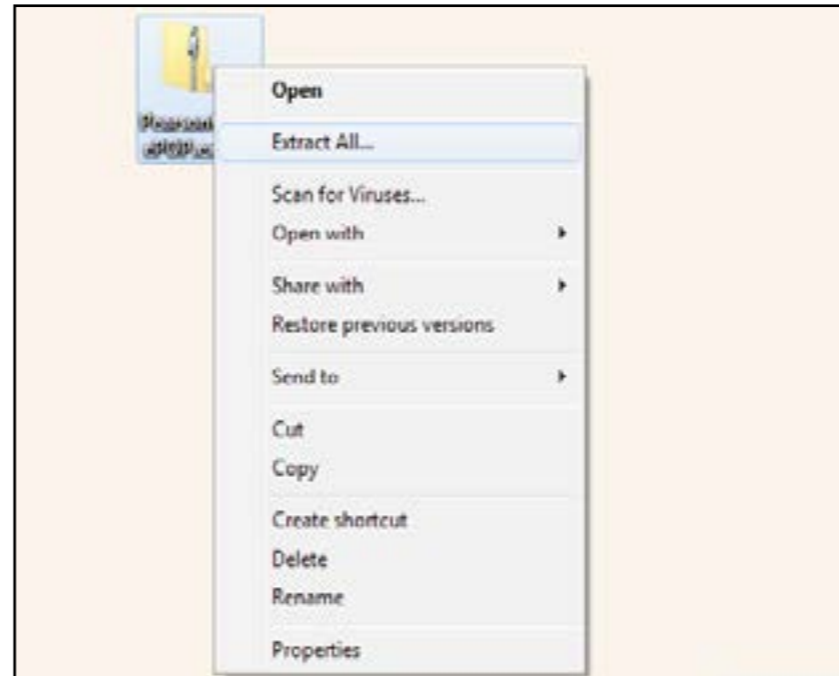 Open
Extract All...
Scan for Viruses...
Open with
Share with
Restore previous versions
Send to
Cut
Copy
Create shortcut
Delete
Rename
Properties